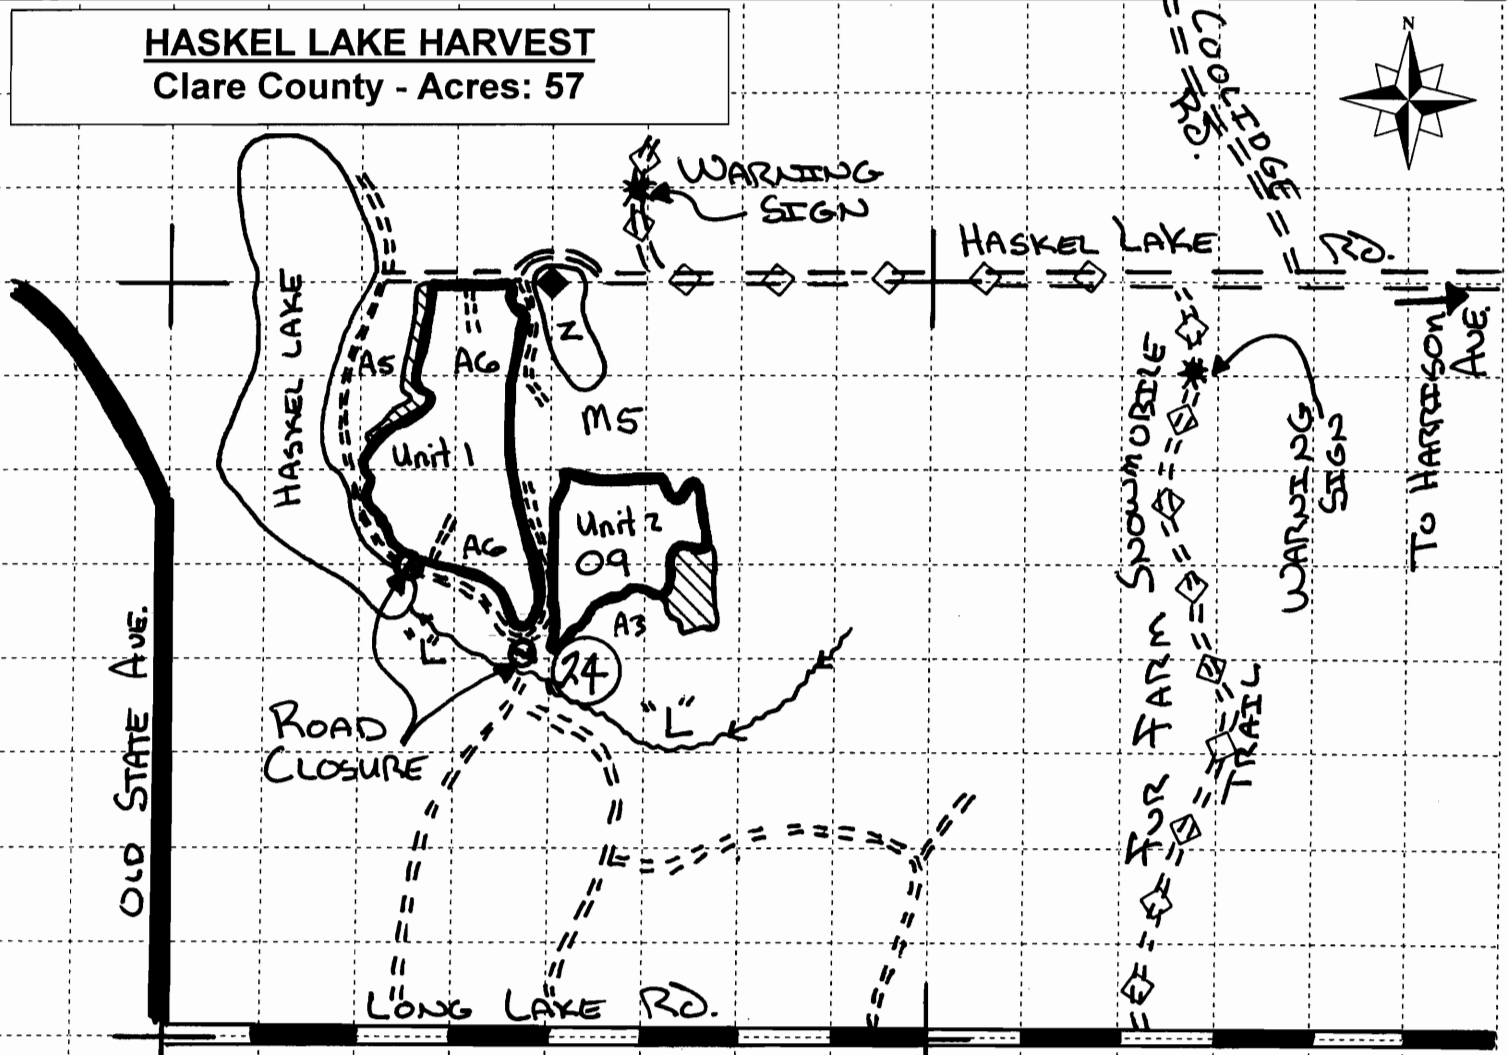 HASKEL LAKE HARVEST
Clare County - Acres: 57
N
COOLIDGE
RD.
WARNING
SIGN
HASKEL LAKE RD.
HASKEL LAKE
A5
A6
Z
M5
Unit 1
A6
Unit 2
09
A3
"L"
24
"L"
ROAD
CLOSURE
OLD STATE AVE.
LONG LAKE RD.
FUR FARM SNOWMOBILE
TRAIL
WARNING
SIGN
TO HARRISON
AVE.